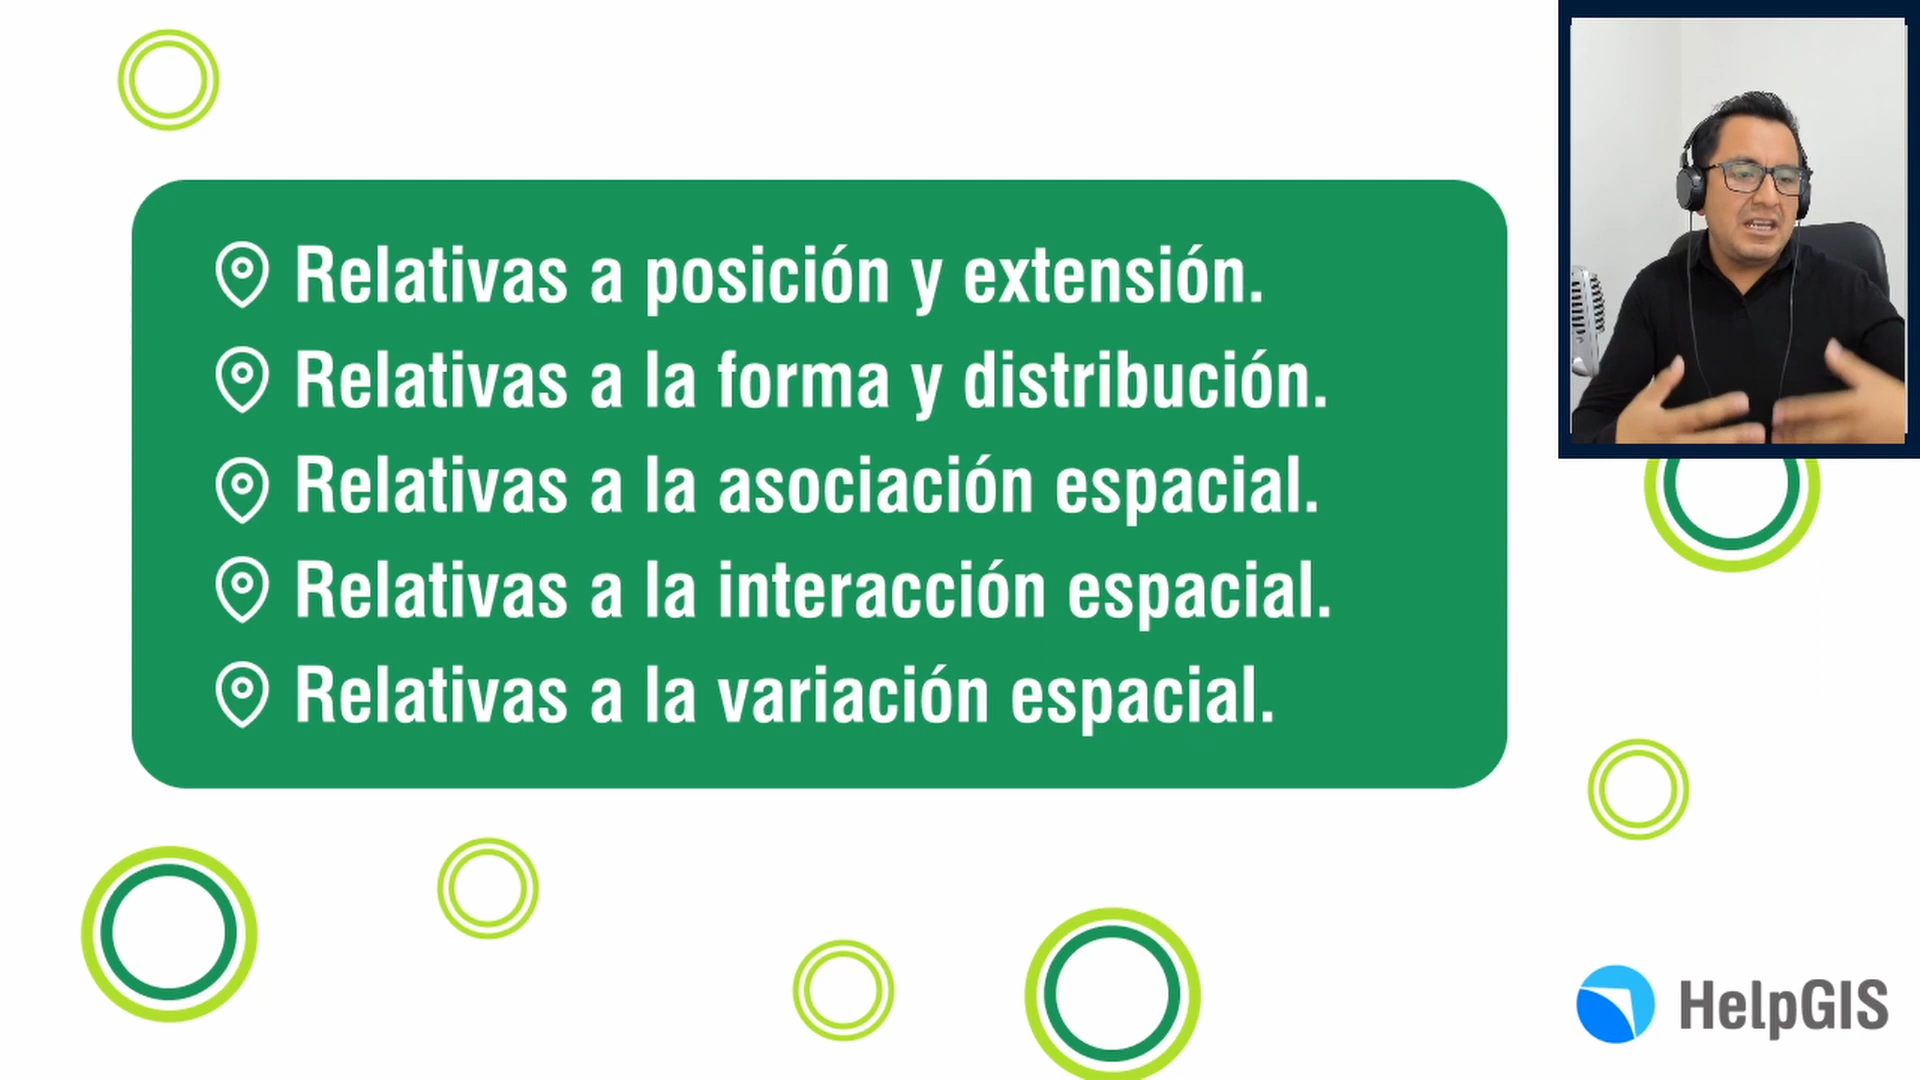 Relativas a posición y extensión.
Relativas a la forma y distribución.
Relativas a la asociación espacial.
Relativas a la interacción espacial.
Relativas a la variación espacial.
HelpGIS